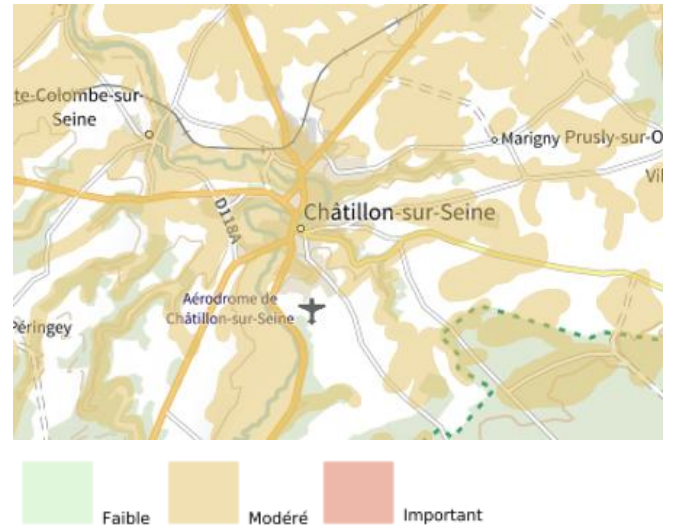 te-Colombe-sur-
Seine
Marigny
Prusly-sur-O
Vil
Châtillon-sur-Seine
D118A
Aérodrome de
Châtillon-sur-Seine
Péringey
Faible
Modéré
Important